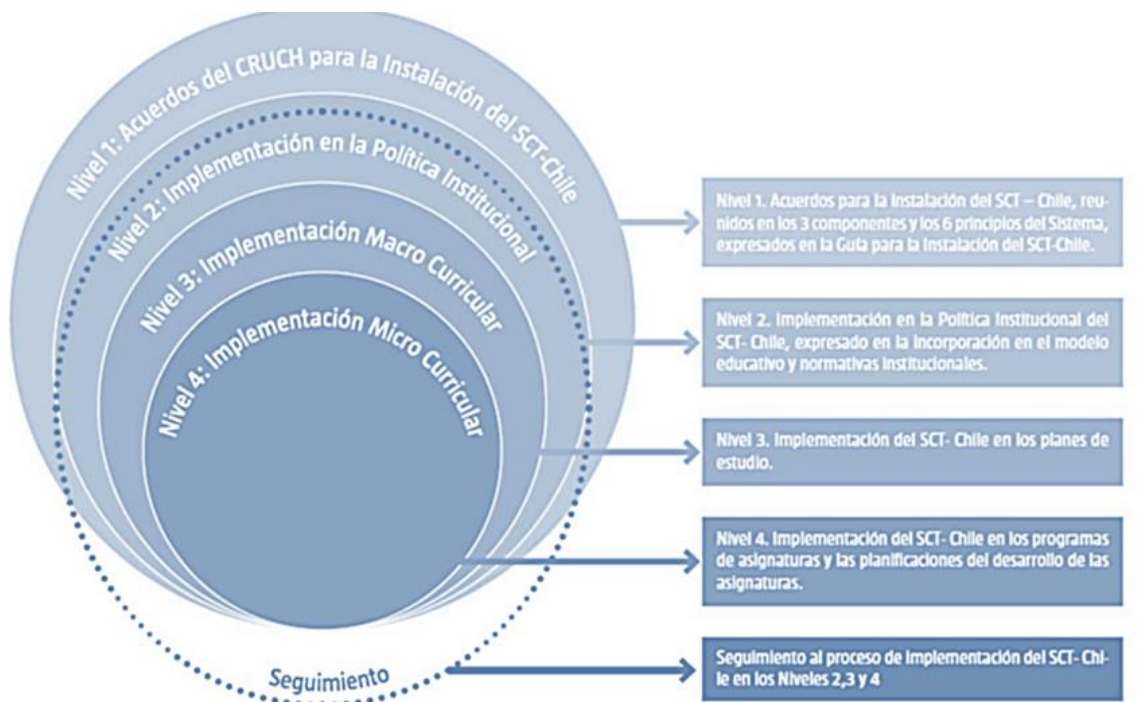 Nivel 1: Acuerdos del CRUCH para la Instalación del SCT-Chile
Nivel 2: Implementación en la Política Institucional
Nivel 3: Implementación Macro Curricular
Nivel 4: Implementación Micro Curricular
Seguimiento
Nivel 1. Acuerdos para la Instalación del SCT – Chile, reu-
nidos en los 3 componentes y los 6 principios del Sistema,
expresados en la Guía para la Instalación del SCT-Chile.
Nivel 2. Implementación en la Política Institucional del
SCT- Chile, expresado en la incorporación en el modelo
educativo y normativas institucionales.
Nivel 3. Implementación del SCT- Chile en los planes de
estudio.
Nivel 4. Implementación del SCT- Chile en los programas
de asignaturas y las planificaciones del desarrollo de las
asignaturas.
Seguimiento al proceso de Implementación del SCT- Chi-
le en los Niveles 2,3 y 4